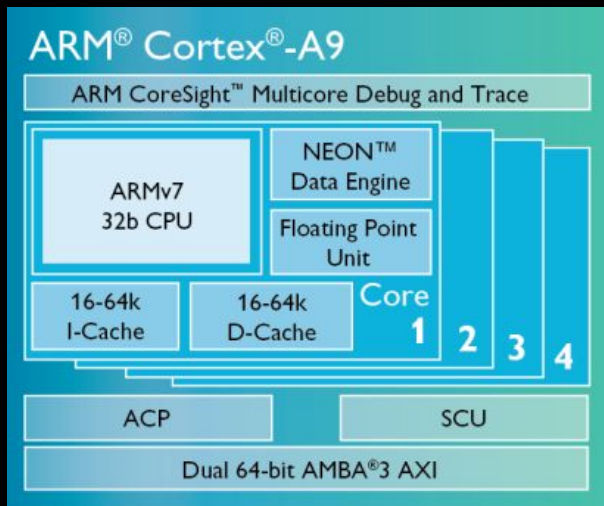 ARM® Cortex®-A9
ARM CoreSight™ Multicore Debug and Trace
ARMv7
32b CPU
NEON™
Data Engine
Floating Point
Unit
16-64k
I-Cache
16-64k
D-Cache
Core
1
2
3
4
ACP
SCU
Dual 64-bit AMBA®3 AXI